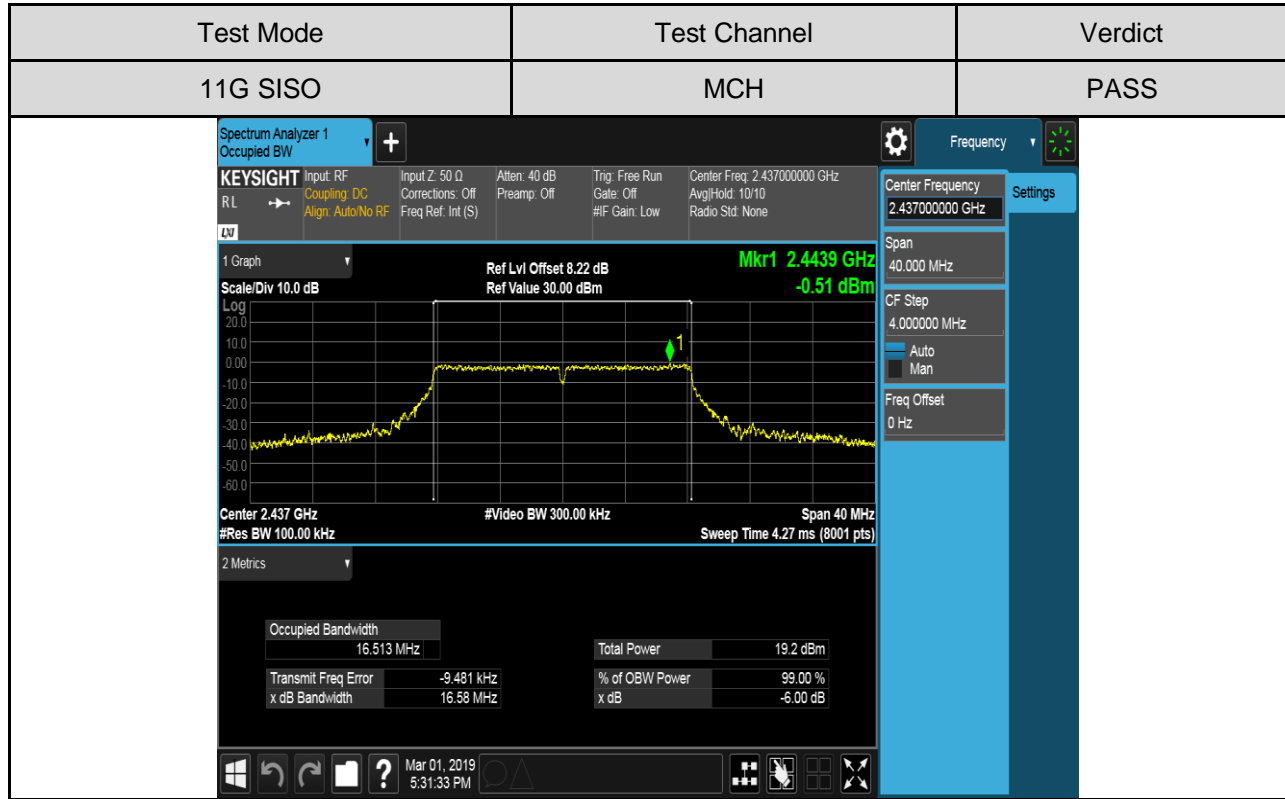 Test Mode Test Channel Verdict
11G SISO MCH PASS
Spectrum Analyzer 1
Occupied BW
+
Frequency
KEYSIGHT Input: RF Input Z: 50 Ω Atten: 40 dB Trig: Free Run Center Freq: 2.437000000 GHz
RL Coupling: DC Corrections: Off Preamp: Off Gate: Off Avg|Hold: 10/10
Align: Auto/No RF Freq Ref: Int (S) #IF Gain: Low Radio Std: None
LXI
Center Frequency
2.437000000 GHz
Settings
Span
40.000 MHz
CF Step
4.000000 MHz
Auto
Man
Freq Offset
0 Hz
1 Graph
Ref Lvl Offset 8.22 dB
Mkr1 2.4439 GHz
Scale/Div 10.0 dB
Ref Value 30.00 dBm
-0.51 dBm
Log
20.0
10.0
0.00
-10.0
-20.0
-30.0
-40.0
-50.0
-60.0
1
Center 2.437 GHz #Video BW 300.00 kHz Span 40 MHz
#Res BW 100.00 kHz Sweep Time 4.27 ms (8001 pts)
2 Metrics
Occupied Bandwidth
16.513 MHz
Total Power 19.2 dBm
Transmit Freq Error -9.481 kHz % of OBW Power 99.00 %
x dB Bandwidth 16.58 MHz x dB -6.00 dB
?
Mar 01, 2019
5:31:33 PM